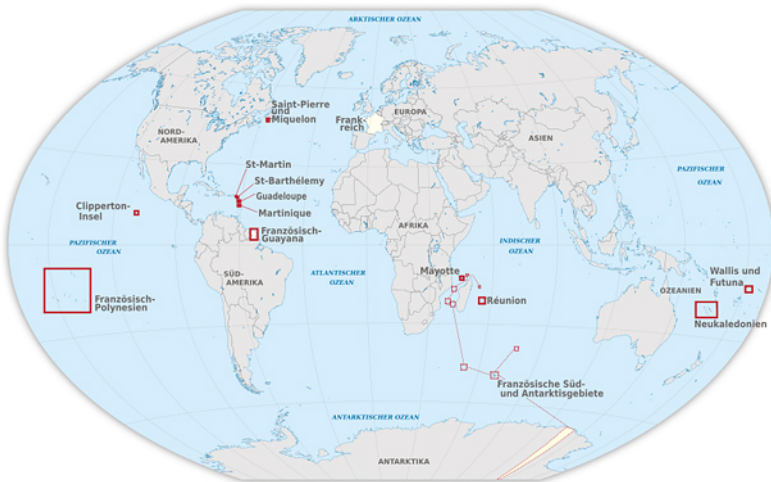 ARKTISCHER OZEAN
Saint-Pierre
und
Miquelon
Frank-
reich
EUROPA
NORD-
AMERIKA
ASIEN
St-Martin
St-Barthélemy
Guadeloupe
Martinique
PAZIFISCHER
OZEAN
Clipperton-
Insel
Französisch-
Guayana
AFRIKA
PAZIFISCHER
OZEAN
INDISCHER
OZEAN
SÜD-
AMERIKA
ATLANTISCHER
OZEAN
Mayotte
Wallis und
Futuna
OZEANIEN
Französisch-
Polynesien
Réunion
Neukaledonien
Französische Süd-
und Antarktisgebiete
ANTARKTISCHER OZEAN
ANTARKTIKA